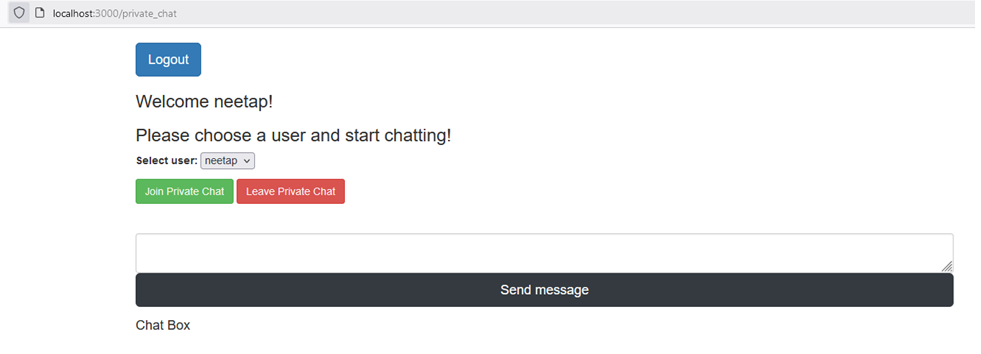 localhost:3000/private_chat
Logout
Welcome neetap!
Please choose a user and start chatting!
Select user: neetap
Join Private Chat Leave Private Chat
Send message
Chat Box